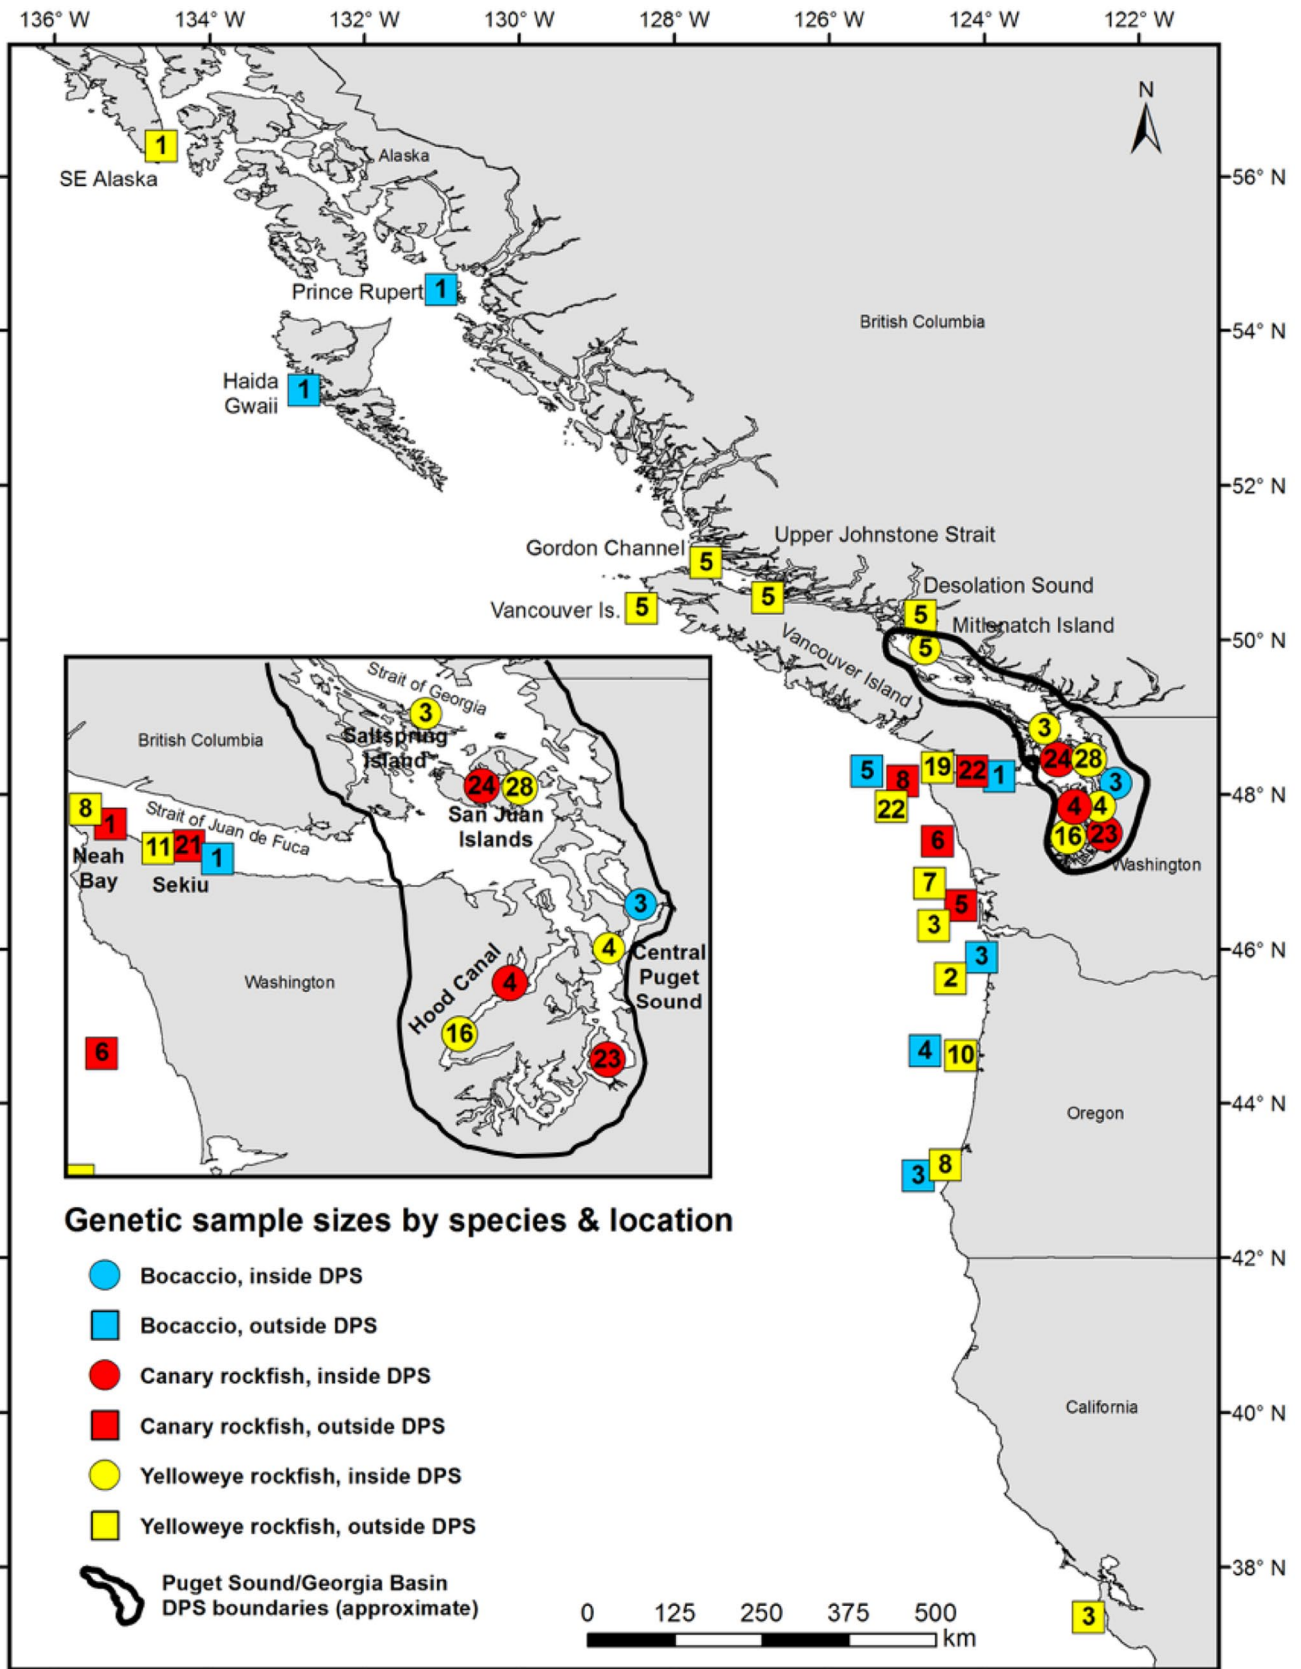 136° W 134° W 132° W 130° W 128° W 126° W 124° W 122° W
N
1
SE Alaska
Alaska
56° N
Prince Rupert 1
British Columbia
54° N
Haida
Gwaii
1
52° N
Upper Johnstone Strait
Gordon Channel
5
Desolation Sound
5
Vancouver Is. 5
5
Mittlenatch Island
50° N
5
Vancouver Island
3
24 28
5 8 19 22 1
3
22
48° N
4 4
16 23
6
Washington
7
5
3
46° N
3
2
4 10
44° N
Oregon
8
3
42° N
40° N
California
38° N
3
Strait of Georgia
3
Saltspring
Island
British Columbia
24 28
San Juan
Islands
8
1
Strait of Juan de Fuca
11 21 1
Neah
Bay
Sekiu
3
4
Central
Puget
Sound
Hood Canal
4
Washington
16
6
23
Genetic sample sizes by species & location
Bocaccio, inside DPS
Bocaccio, outside DPS
Canary rockfish, inside DPS
Canary rockfish, outside DPS
Yelloweye rockfish, inside DPS
Yelloweye rockfish, outside DPS
Puget Sound/Georgia Basin
DPS boundaries (approximate)
0 125 250 375 500
km